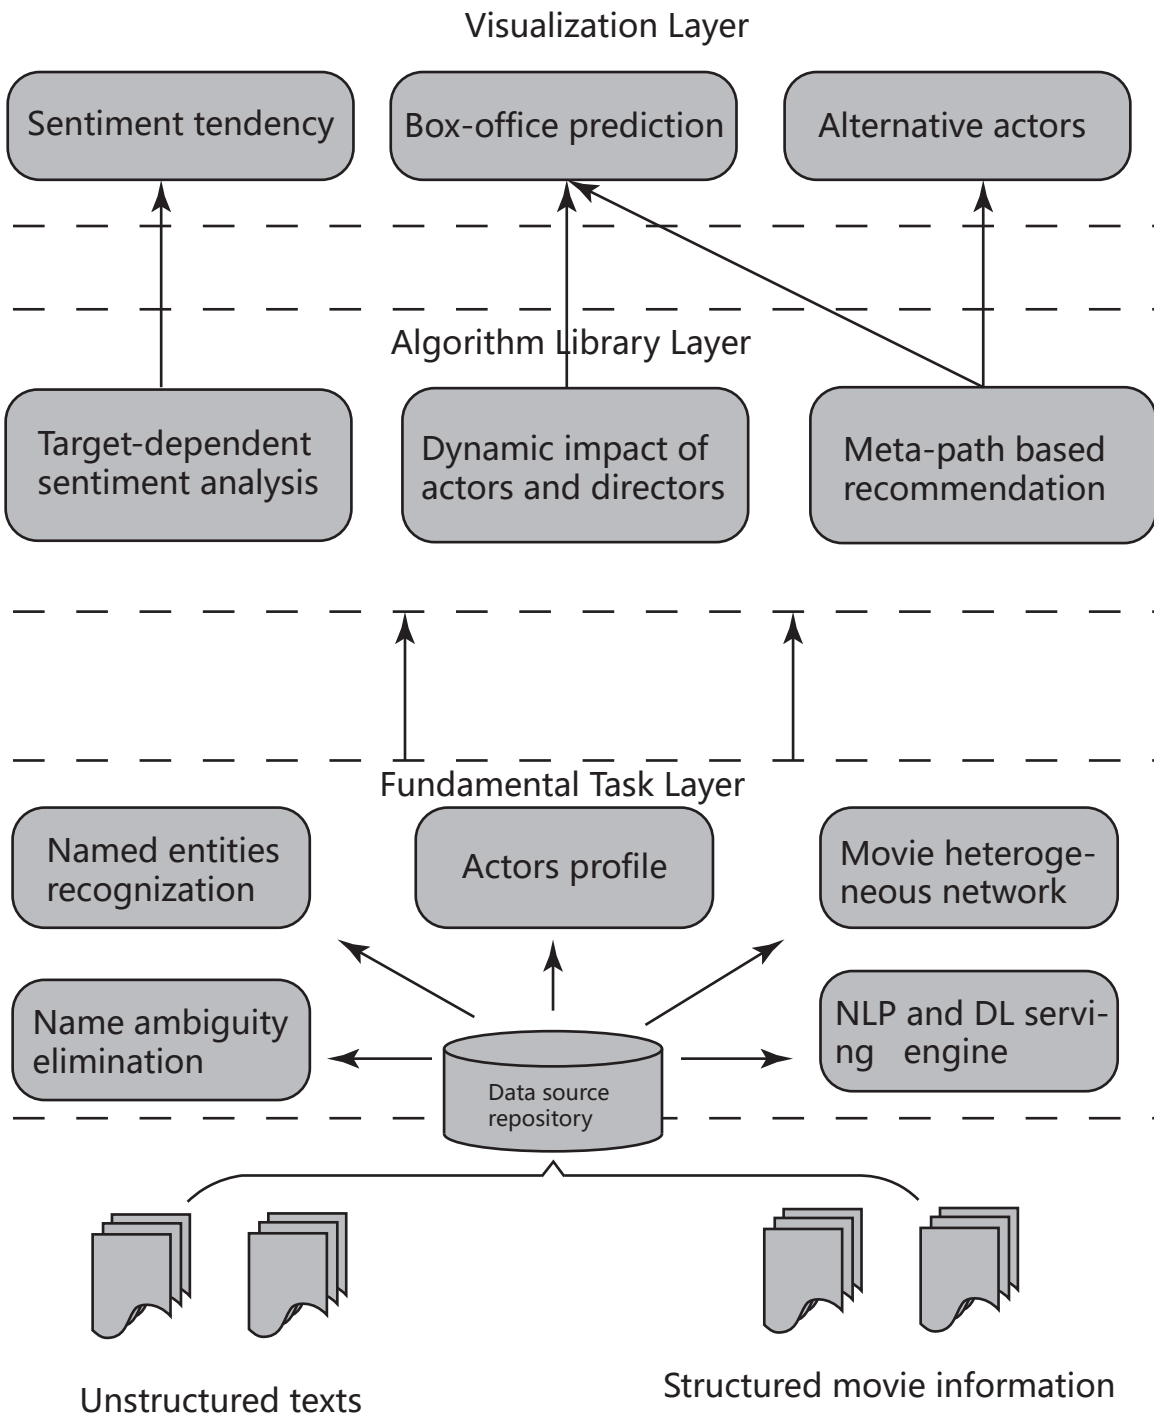 Visualization Layer
Sentiment tendency
Box-office prediction
Alternative actors
Algorithm Library Layer
Target-dependent
sentiment analysis
Dynamic impact of
actors and directors
Meta-path based
recommendation
Fundamental Task Layer
Named entities
recognization
Actors profile
Movie heteroge-
neous network
Name ambiguity
elimination
NLP and DL servi-
ng engine
Data source
repository
Unstructured texts
Structured movie information